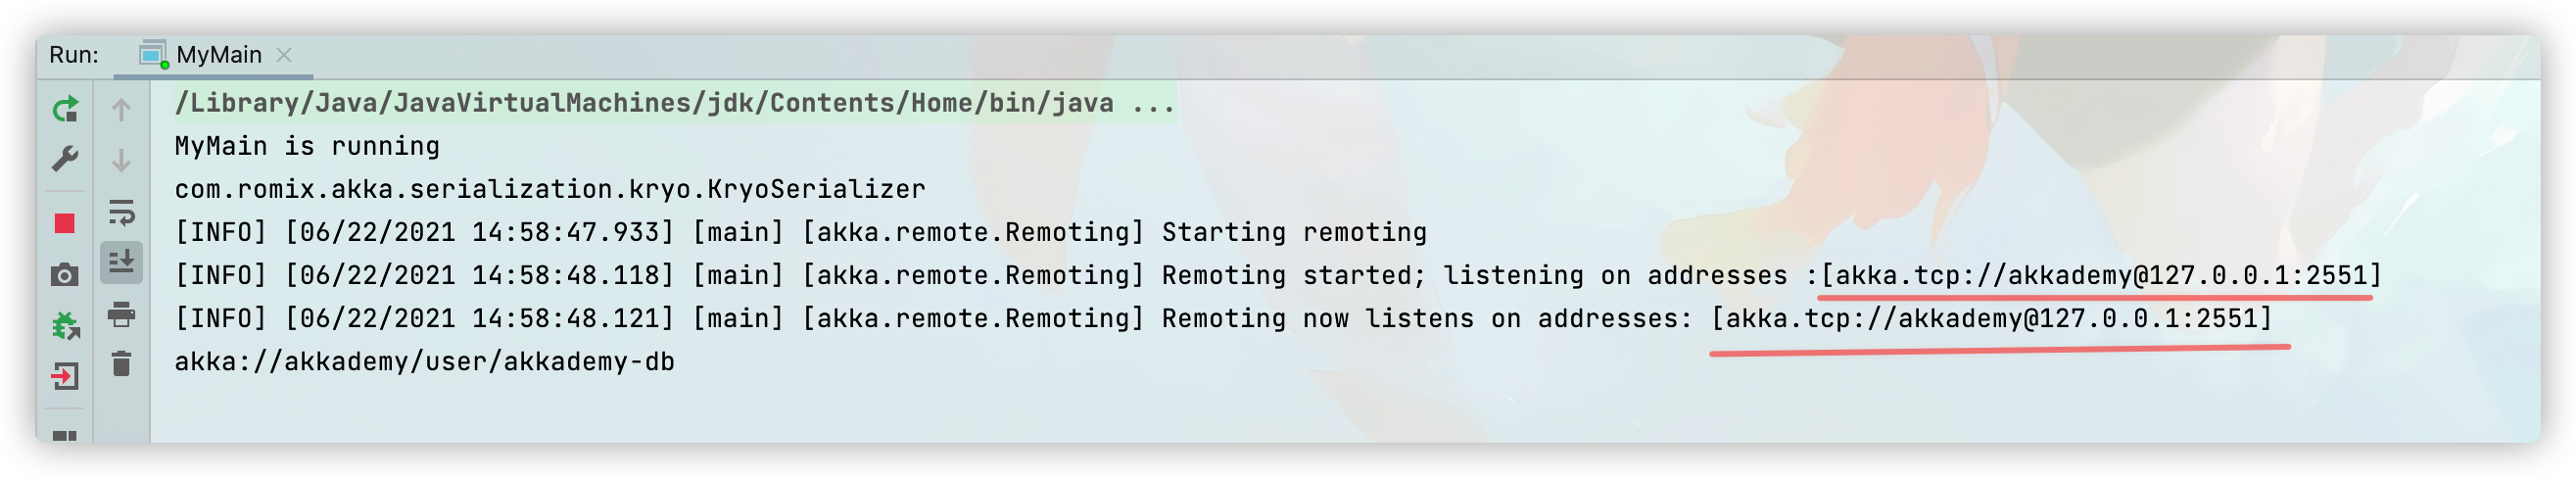 Run: MyMain
/Library/Java/JavaVirtualMachines/jdk/Contents/Home/bin/java ...
MyMain is running
com.romix.akka.serialization.kryo.KryoSerializer
[INFO] [06/22/2021 14:58:47.933] [main] [akka.remote.Remoting] Starting remoting
[INFO] [06/22/2021 14:58:48.118] [main] [akka.remote.Remoting] Remoting started; listening on addresses :[akka.tcp://akkademy@127.0.0.1:2551]
[INFO] [06/22/2021 14:58:48.121] [main] [akka.remote.Remoting] Remoting now listens on addresses: [akka.tcp://akkademy@127.0.0.1:2551]
akka://akkademy/user/akkademy-db